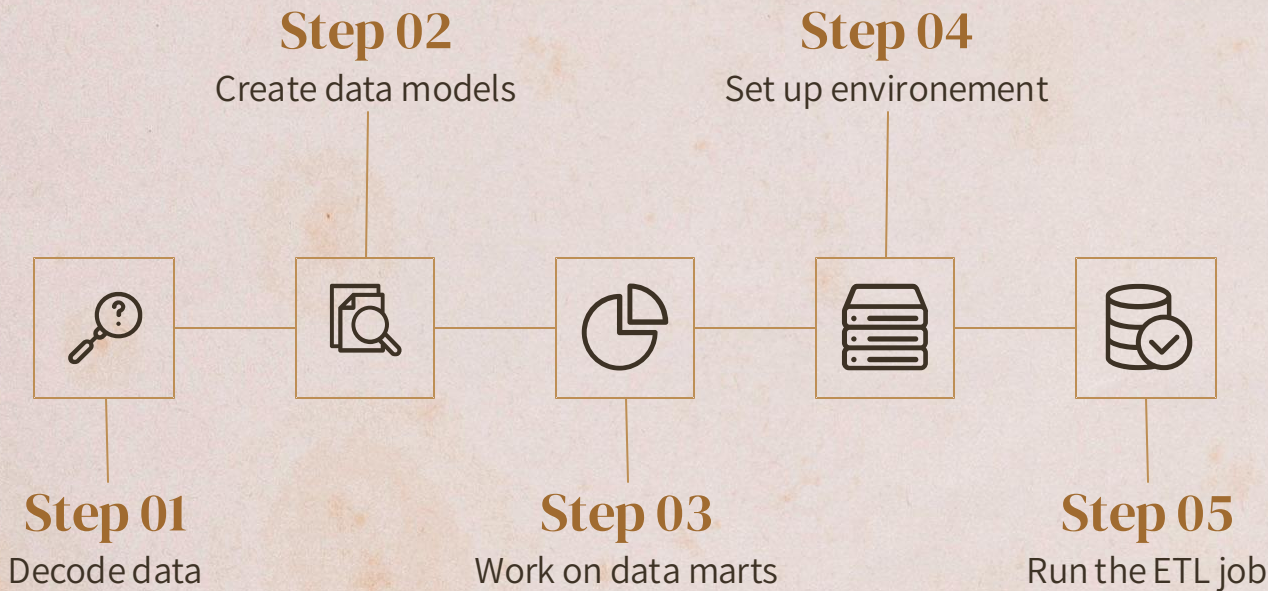 Step 02
Create data models
Step 04
Set up environement
?
Step 01
Decode data
Step 03
Work on data marts
Step 05
Run the ETL job